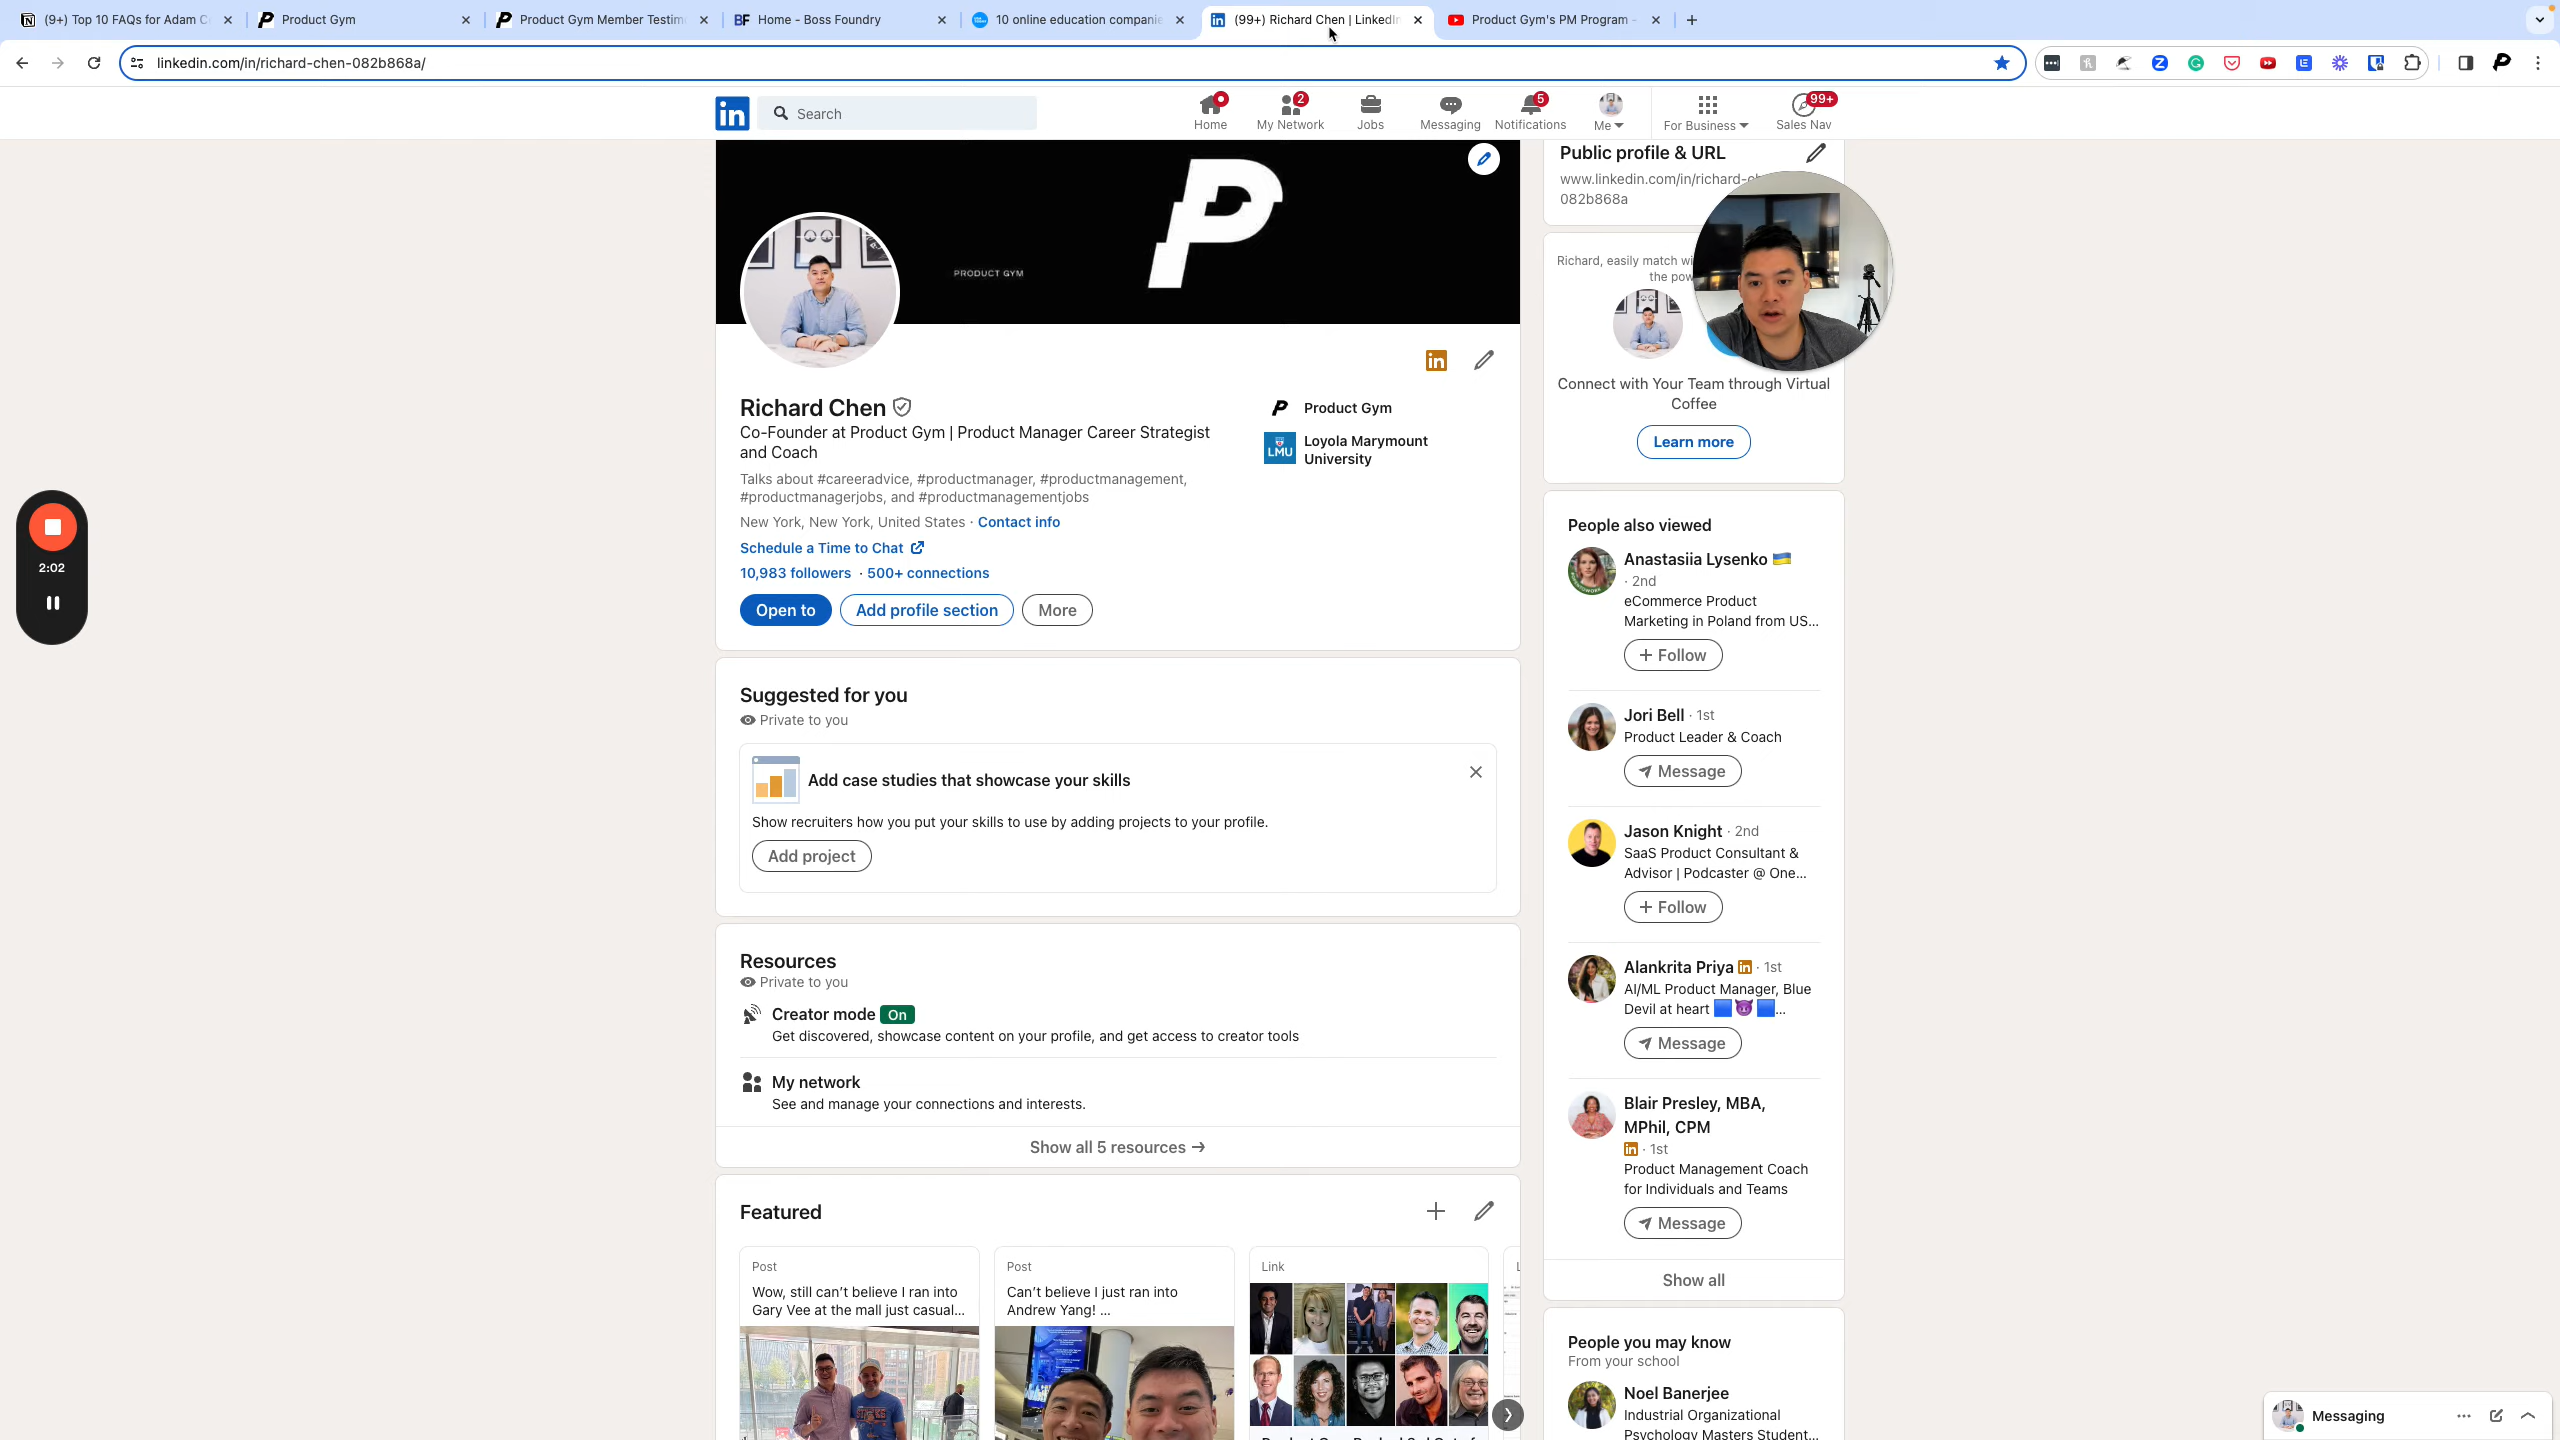 (9+) Top 10 FAQs for Adam C
Product Gym
Product Gym Member Testim
Home - Boss Foundry
10 online education companie
(99+) Richard Chen | LinkedIn
Product Gym's PM Program -
linkedin.com/in/richard-chen-082b868a/
Search
Home
2
My Network
Jobs
Messaging
5
Notifications
Me
For Business
99+
Sales Nav
PRODUCT GYM
Richard Chen
Co-Founder at Product Gym | Product Manager Career Strategist
and Coach
Talks about #careeradvice, #productmanager, #productmanagement,
#productmanagerjobs, and #productmanagementjobs
New York, New York, United States · Contact info
Schedule a Time to Chat
10,983 followers · 500+ connections
Open to
Add profile section
More
Product Gym
LMU
Loyola Marymount
University
2:02
Suggested for you
Private to you
Add case studies that showcase your skills
Show recruiters how you put your skills to use by adding projects to your profile.
Add project
Resources
Private to you
Creator mode On
Get discovered, showcase content on your profile, and get access to creator tools
My network
See and manage your connections and interests.
Show all 5 resources →
Featured
Post
Wow, still can't believe I ran into
Gary Vee at the mall just casual...
Post
Can't believe I just ran into
Andrew Yang! ...
Link
Public profile & URL
www.linkedin.com/in/richard-
082b868a
Richard, easily match
the
Connect with Your Team through Virtual
Coffee
Learn more
People also viewed
Anastasiia Lysenko 🇺🇦
· 2nd
eCommerce Product
Marketing in Poland from US...
+ Follow
Jori Bell · 1st
Product Leader & Coach
Message
Jason Knight · 2nd
SaaS Product Consultant &
Advisor | Podcaster @ One...
+ Follow
Alankrita Priya in · 1st
AI/ML Product Manager, Blue
Devil at heart 🟦 😈 🟦...
Message
Blair Presley, MBA,
MPhil, CPM
in · 1st
Product Management Coach
for Individuals and Teams
Message
Show all
People you may know
From your school
Noel Banerjee
Industrial Organizational
Psychology Masters Student...
Messaging